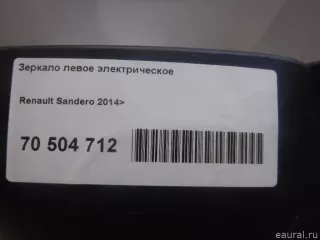 Зеркало левое электрическое
Renault Sandero 2014>
70 504 712
eaural.ru